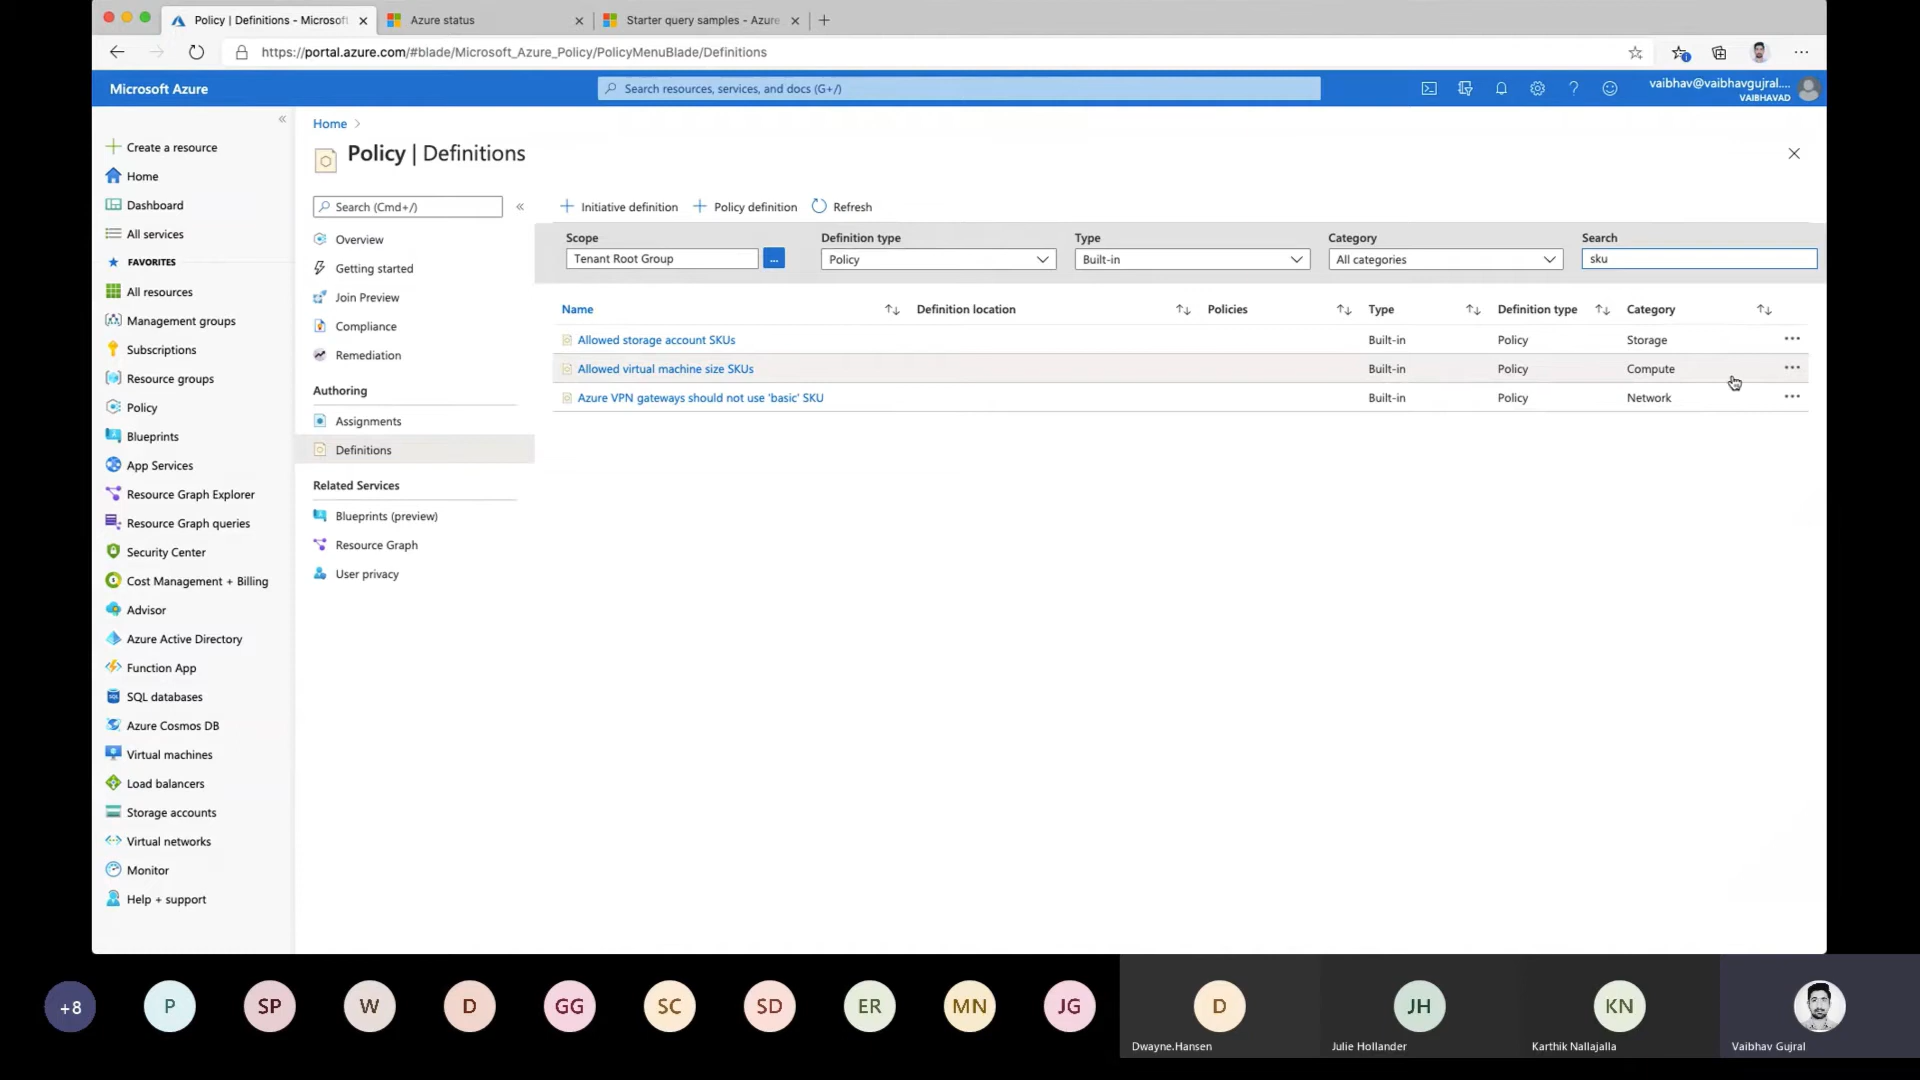 Policy | Definitions - Microsoft
Azure status
Starter query samples - Azure
https://portal.azure.com/#blade/Microsoft_Azure_Policy/PolicyMenuBlade/Definitions
Microsoft Azure
Search resources, services, and docs (G+/)
vaibhav@vaibhavgujral....
VAIBHAVAD
Create a resource
Home
Dashboard
All services
FAVORITES
All resources
Management groups
Subscriptions
Resource groups
Policy
Blueprints
App Services
Resource Graph Explorer
Resource Graph queries
Security Center
Cost Management + Billing
Advisor
Azure Active Directory
Function App
SQL databases
Azure Cosmos DB
Virtual machines
Load balancers
Storage accounts
Virtual networks
Monitor
Help + support
Home
Policy | Definitions
Search (Cmd+/)
Overview
Getting started
Join Preview
Compliance
Remediation
Authoring
Assignments
Definitions
Related Services
Blueprints (preview)
Resource Graph
User privacy
Initiative definition
Policy definition
Refresh
Scope
Definition type
Type
Category
Search
Tenant Root Group
...
Policy
Built-in
All categories
sku
Name
Definition location
Policies
Type
Definition type
Category
Allowed storage account SKUs
Built-in
Policy
Storage
Allowed virtual machine size SKUs
Built-in
Policy
Compute
Azure VPN gateways should not use 'basic' SKU
Built-in
Policy
Network
+8
P
SP
W
D
GG
SC
SD
ER
MN
JG
D
JH
KN
Dwayne.Hansen
Julie Hollander
Karthik Nallajalla
Vaibhav Gujral